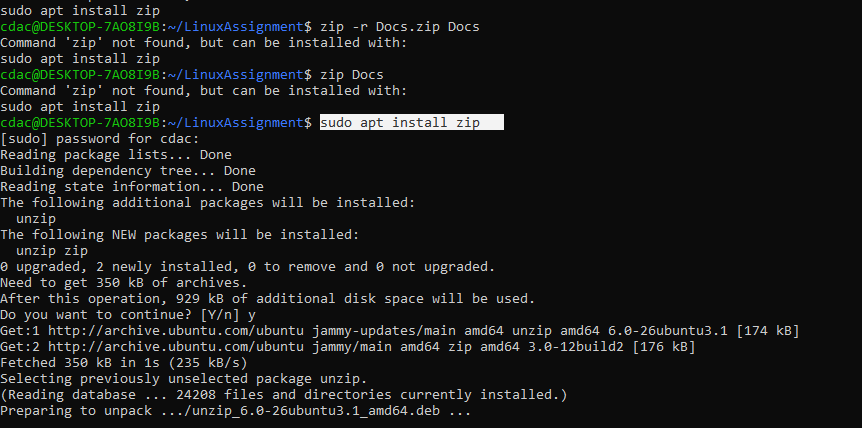 sudo apt install zip
cdac@DESKTOP-7AO8I9B:~/LinuxAssignment$ zip -r Docs.zip Docs
Command 'zip' not found, but can be installed with:
sudo apt install zip
cdac@DESKTOP-7AO8I9B:~/LinuxAssignment$ zip Docs
Command 'zip' not found, but can be installed with:
sudo apt install zip
cdac@DESKTOP-7AO8I9B:~/LinuxAssignment$ sudo apt install zip
[sudo] password for cdac:
Reading package lists... Done
Building dependency tree... Done
Reading state information... Done
The following additional packages will be installed:
  unzip
The following NEW packages will be installed:
  unzip zip
0 upgraded, 2 newly installed, 0 to remove and 0 not upgraded.
Need to get 350 kB of archives.
After this operation, 929 kB of additional disk space will be used.
Do you want to continue? [Y/n] y
Get:1 http://archive.ubuntu.com/ubuntu jammy-updates/main amd64 unzip amd64 6.0-26ubuntu3.1 [174 kB]
Get:2 http://archive.ubuntu.com/ubuntu jammy/main amd64 zip amd64 3.0-12build2 [176 kB]
Fetched 350 kB in 1s (235 kB/s)
Selecting previously unselected package unzip.
(Reading database ... 24208 files and directories currently installed.)
Preparing to unpack .../unzip_6.0-26ubuntu3.1_amd64.deb ...